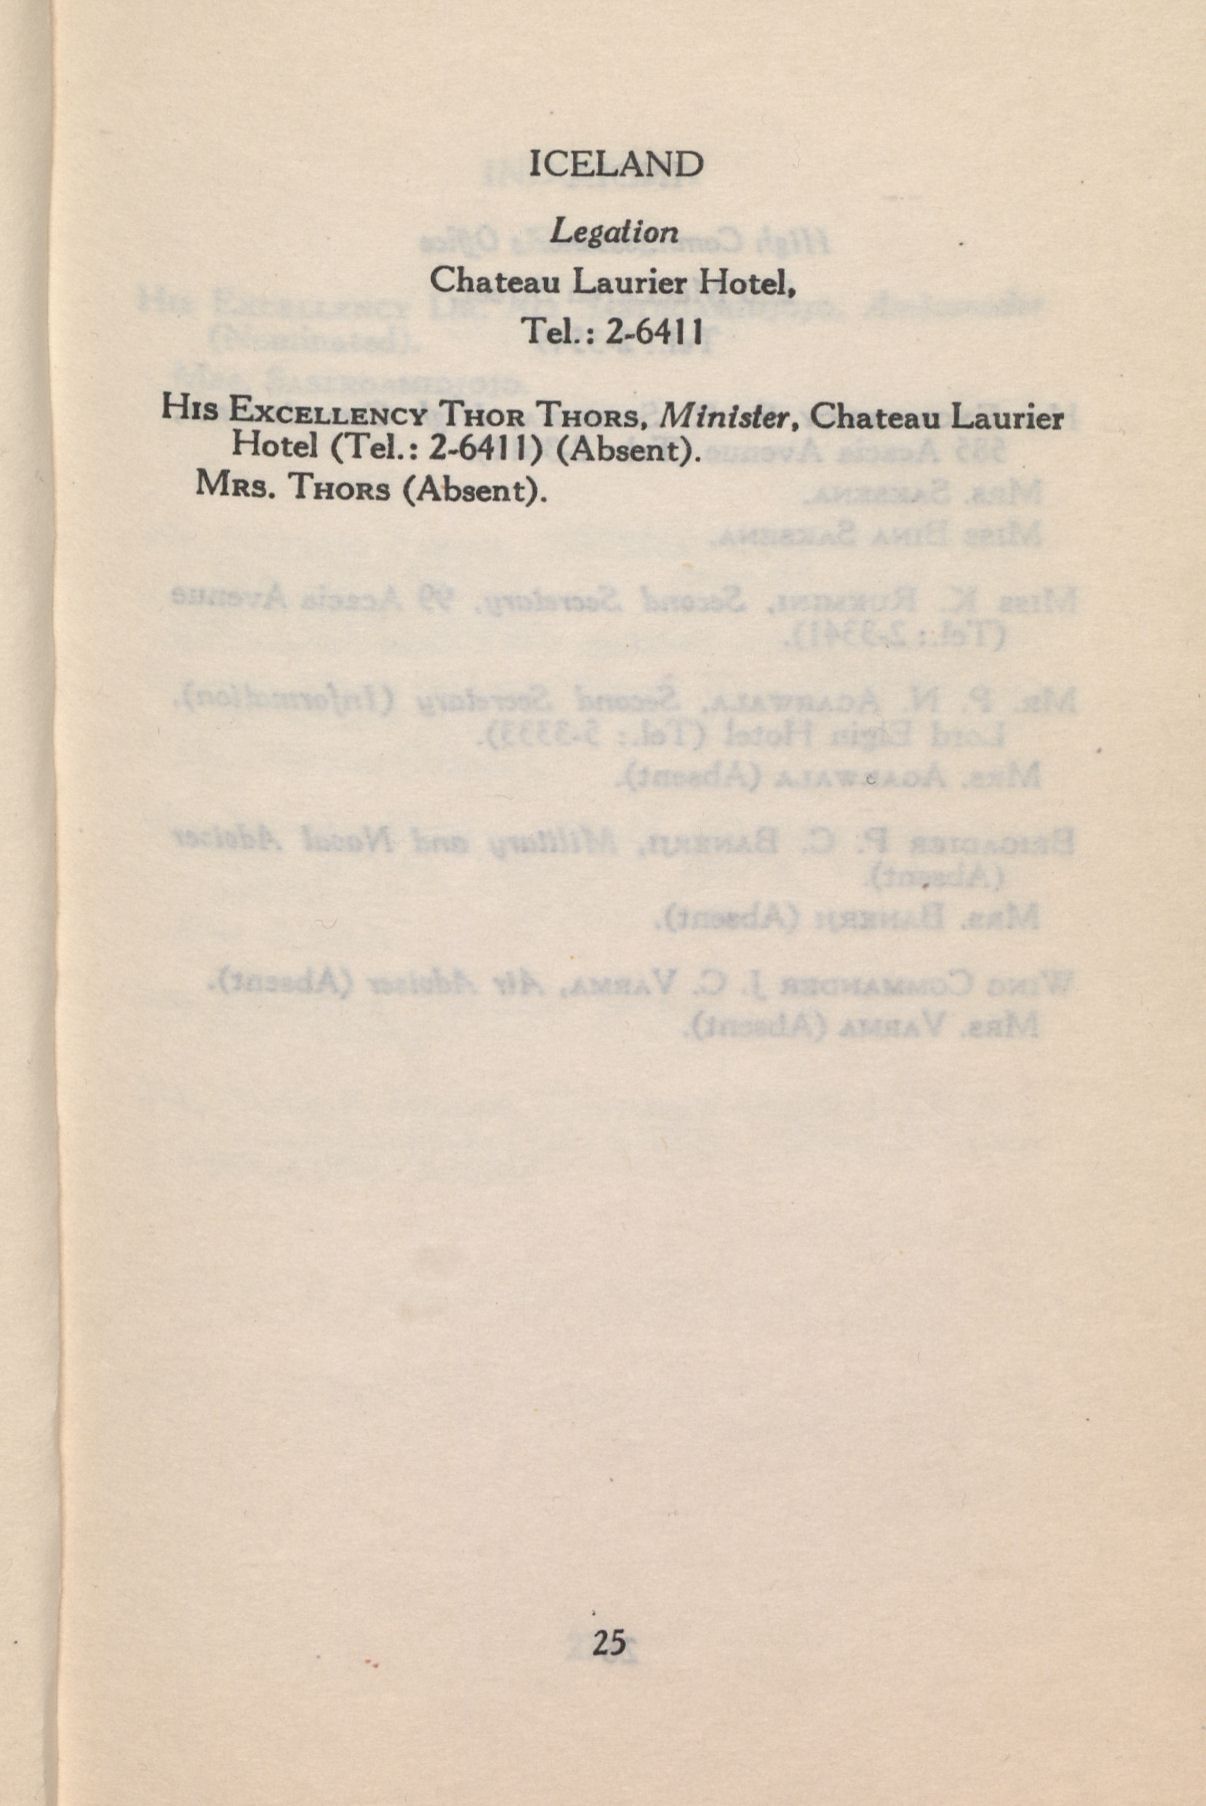 ICELAND
Legation
Chateau Laurier Hotel,
Tel.: 2-6411
HIS EXCELLENCY THOR THORS, Minister, Chateau Laurier
Hotel (Tel.: 2-6411) (Absent).
MRS. THORS (Absent).
25